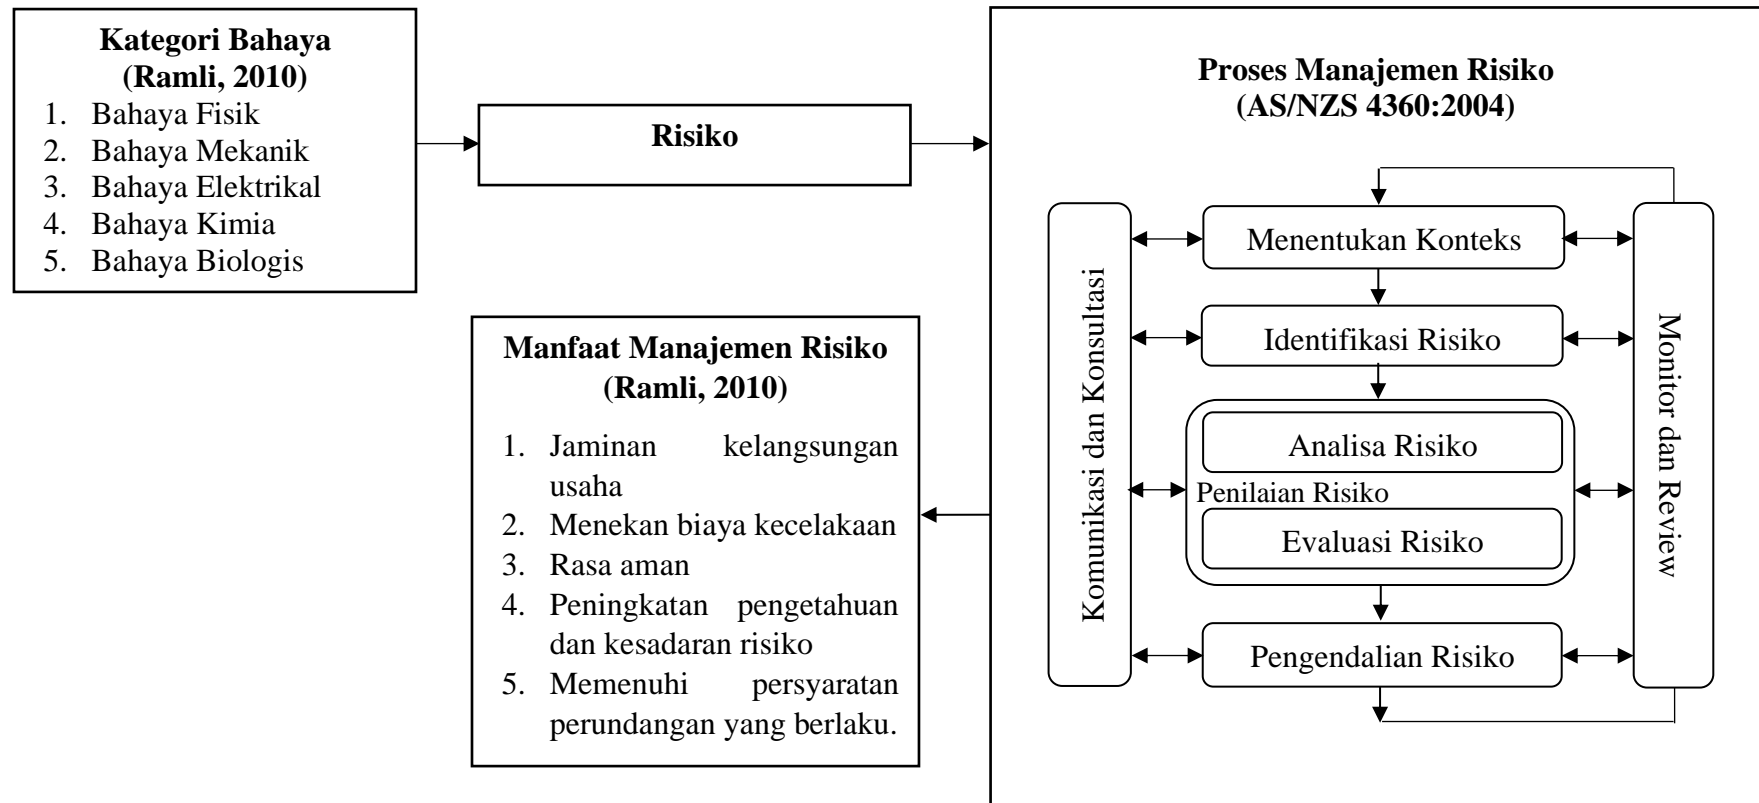 Kategori Bahaya
(Ramli, 2010)
1. Bahaya Fisik
2. Bahaya Mekanik
3. Bahaya Elektrikal
4. Bahaya Kimia
5. Bahaya Biologis
Risiko
Manfaat Manajemen Risiko
(Ramli, 2010)
1. Jaminan kelangsungan
usaha
2. Menekan biaya kecelakaan
3. Rasa aman
4. Peningkatan pengetahuan
dan kesadaran risiko
5. Memenuhi persyaratan
perundangan yang berlaku.
Proses Manajemen Risiko
(AS/NZS 4360:2004)
Komunikasi dan Konsultasi
Menentukan Konteks
Identifikasi Risiko
Analisa Risiko
Penilaian Risiko
Evaluasi Risiko
Pengendalian Risiko
Monitor dan Review